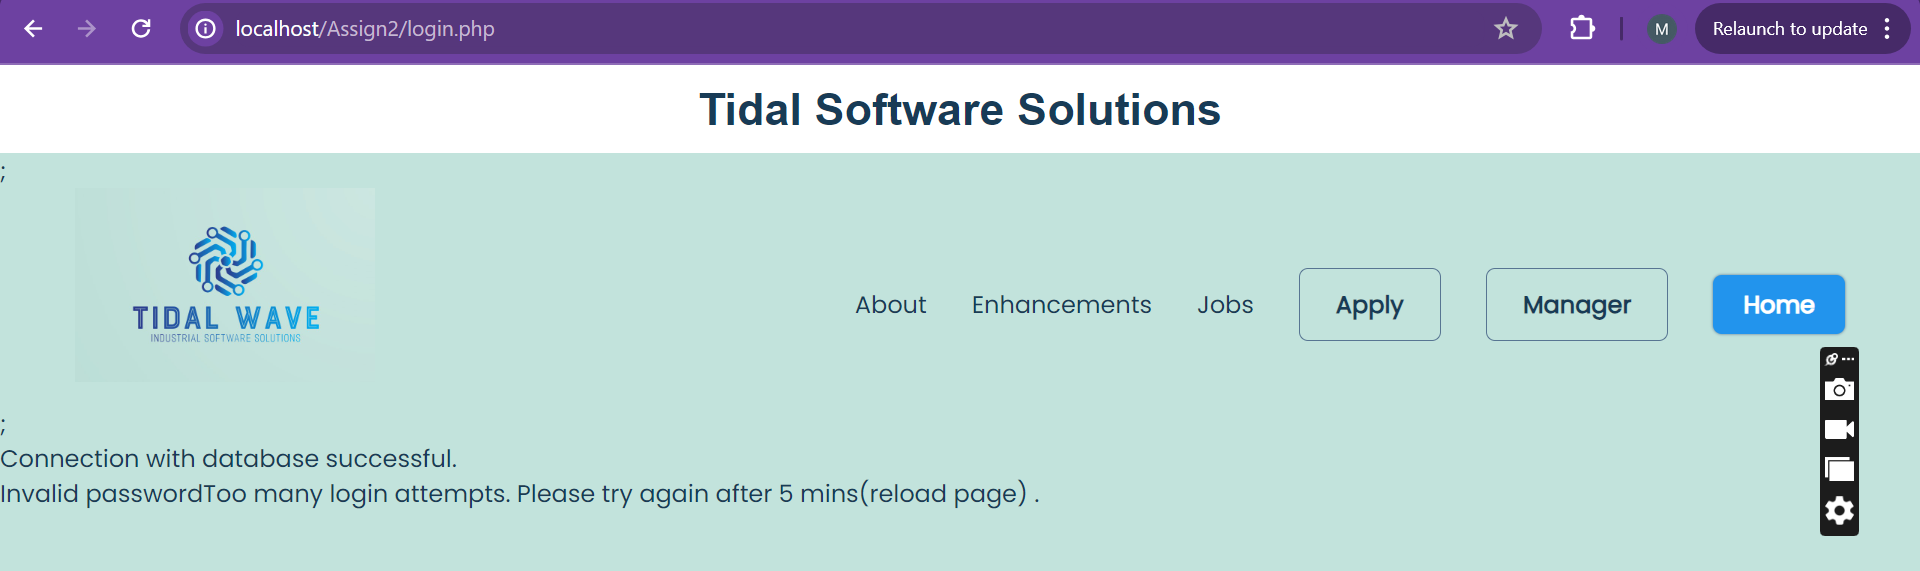 localhost/Assign2/login.php
M
Relaunch to update
Tidal Software Solutions
;
TIDAL WAVE
INDUSTRIAL SOFTWARE SOLUTIONS
About
Enhancements
Jobs
Apply
Manager
Home
;
Connection with database successful.
Invalid passwordToo many login attempts. Please try again after 5 mins(reload page) .